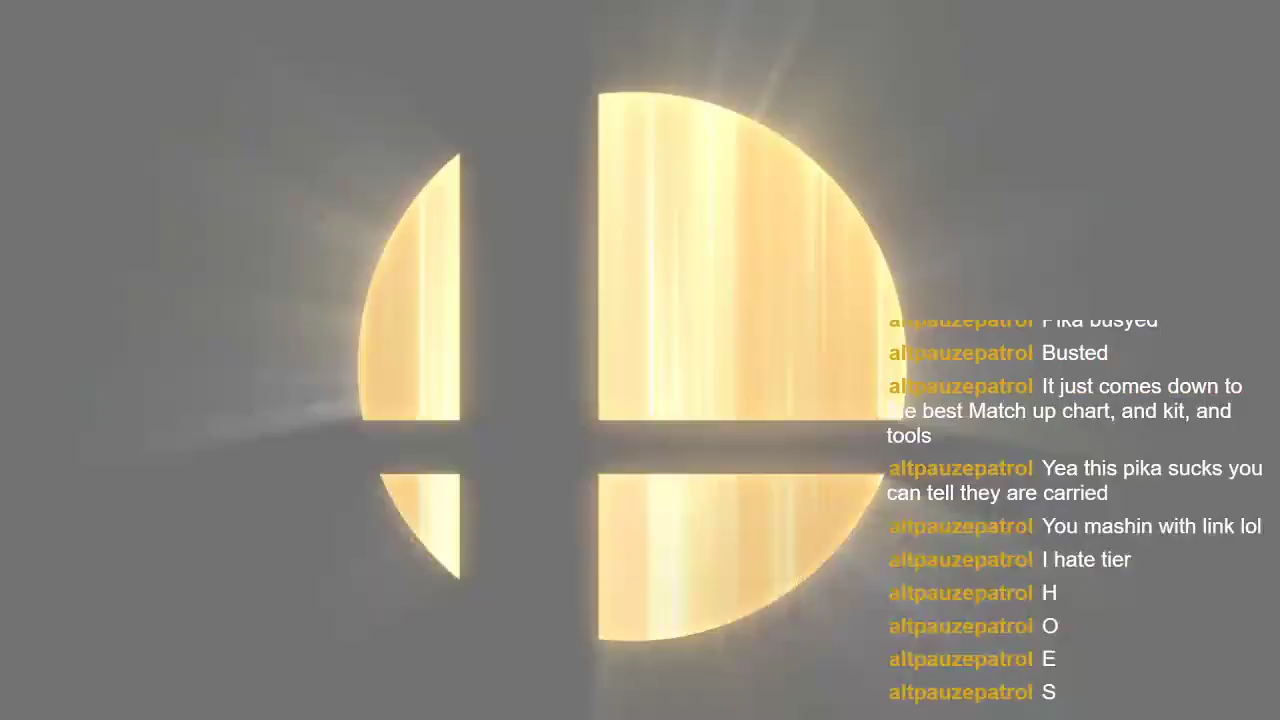 altpauzepatrol Pika busyed
altpauzepatrol Busted
altpauzepatrol It just comes down to
the best Match up chart, and kit, and
tools
altpauzepatrol Yea this pika sucks you
can tell they are carried
altpauzepatrol You mashin with link lol
altpauzepatrol I hate tier
altpauzepatrol H
altpauzepatrol O
altpauzepatrol E
altpauzepatrol S